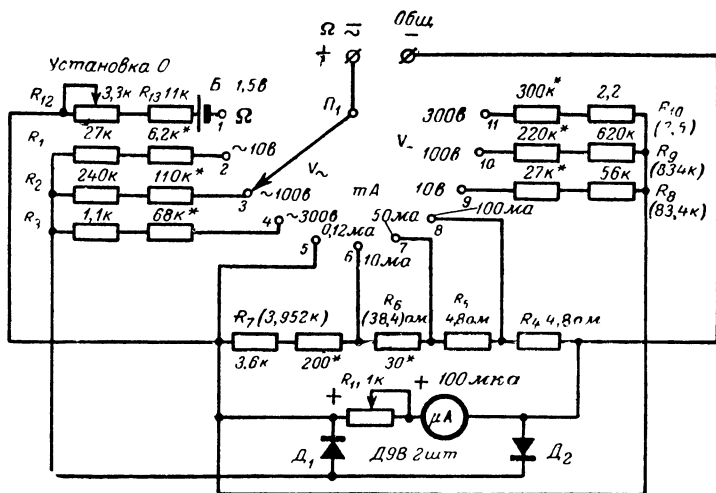 Ω ≂
Общ
+
−
Установка 0
Б 1,5в
R12 3,3к R13 11к
Ω
1
П1
300к* 2,2
300в
11
R10
R1 27к 6,2к* ~10в
2
V−
100в
10
220к* 620к
R9
(834к)
R2 240к 110к* ~100в
3
V~
mA
10в
9
27к* 56к
R8
(83,4к)
R3 1,1к 68к* ~300в
4
0,12ма
5
10ма
6
50ма
7
100ма
8
R7 (3,952к)
3.6к 200*
R6
(38,4)ом
30*
R5
4,8ом
R4 4,8ом
+ R11 1к + 100мка
μA
Д1
Д9В 2шт
Д2